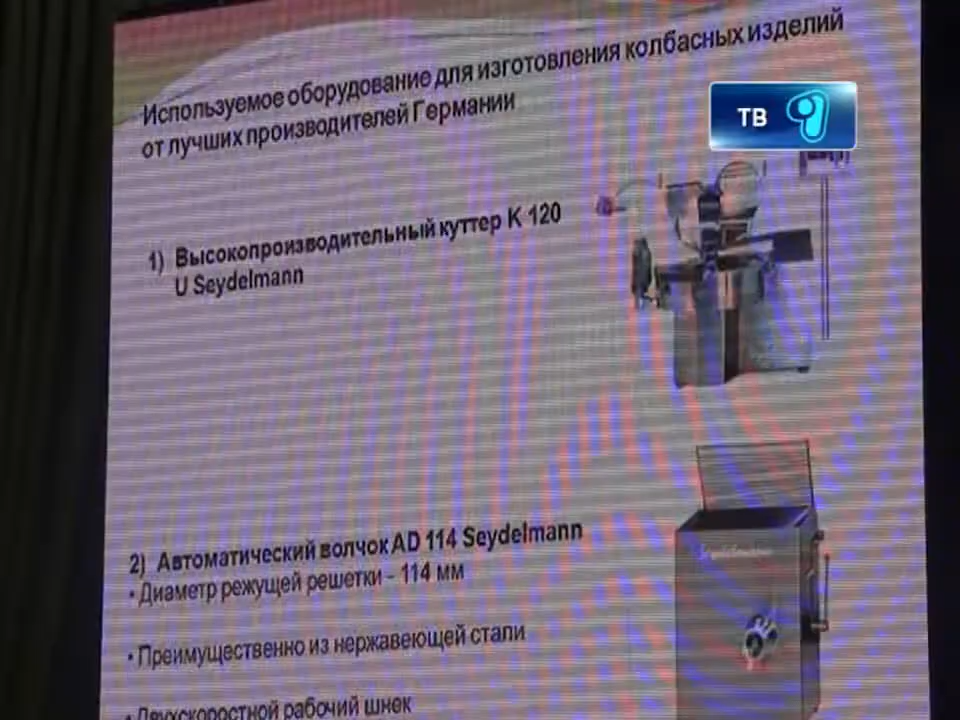 Используемое оборудование для изготовления колбасных изделий
от лучших производителей Германии
ТВ
1) Высокопроизводительный куттер K 120
U Seydelmann
2) Автоматический волчок AD 114 Seydelmann
• Диаметр режущей решетки – 114 мм
Seydelmann
• Преимущественно из нержавеющей стали
• Двухскоростной рабочий шнек